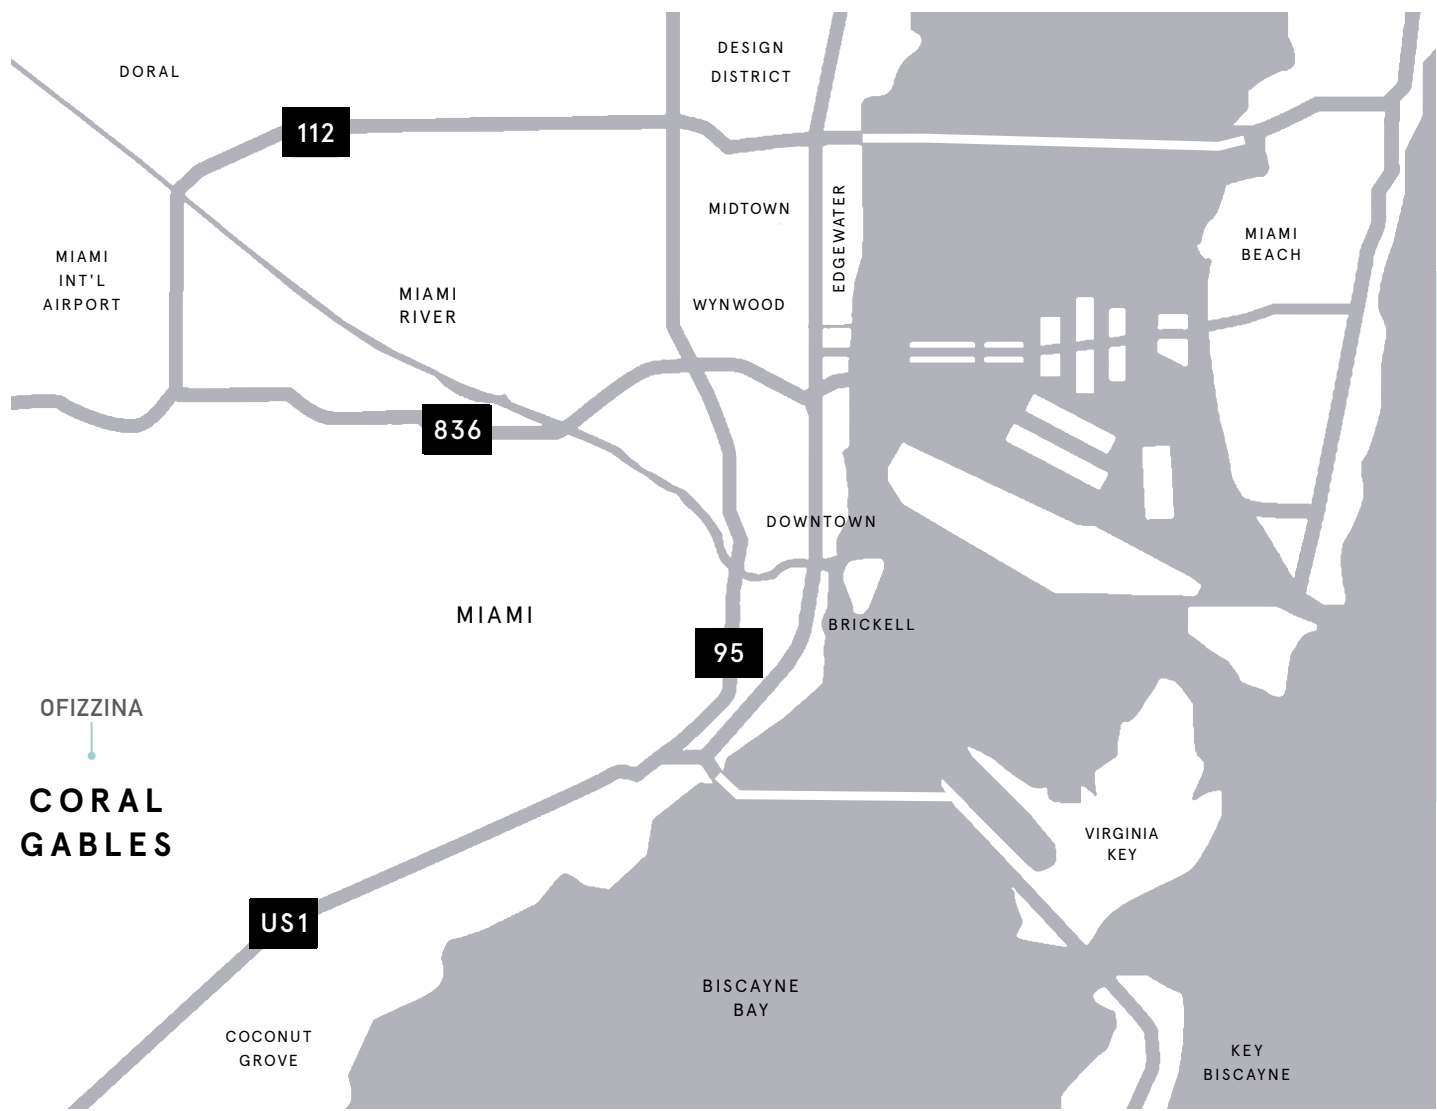 DESIGN
DISTRICT
DORAL
112
MIDTOWN
EDGEWATER
MIAMI
BEACH
MIAMI
INT'L
AIRPORT
MIAMI
RIVER
WYNWOOD
836
DOWNTOWN
MIAMI
BRICKELL
95
OFIZZINA
CORAL
GABLES
VIRGINIA
KEY
US1
BISCAYNE
BAY
COCONUT
GROVE
KEY
BISCAYNE